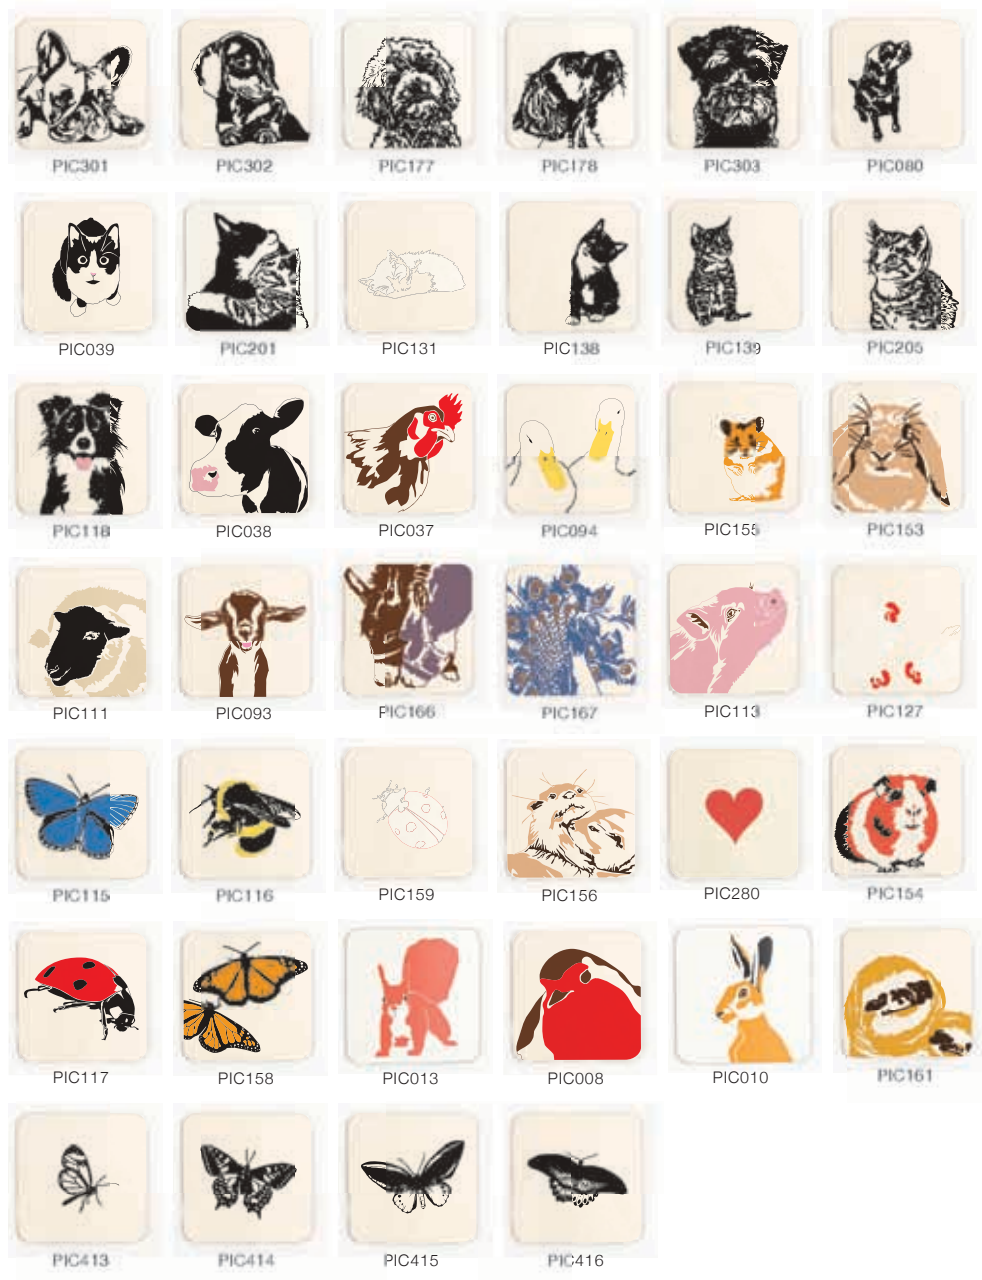 PIC301 PIC302 PIC177 PIC178 PIC303 PIC080
PIC039 PIC201 PIC131 PIC138 PIC139 PIC205
PIC118 PIC038 PIC037 PIC094 PIC155 PIC153
PIC111 PIC093 PIC166 PIC167 PIC113 PIC127
PIC115 PIC116 PIC159 PIC156 PIC280 PIC154
PIC117 PIC158 PIC013 PIC008 PIC010 PIC161
PIC413 PIC414 PIC415 PIC416